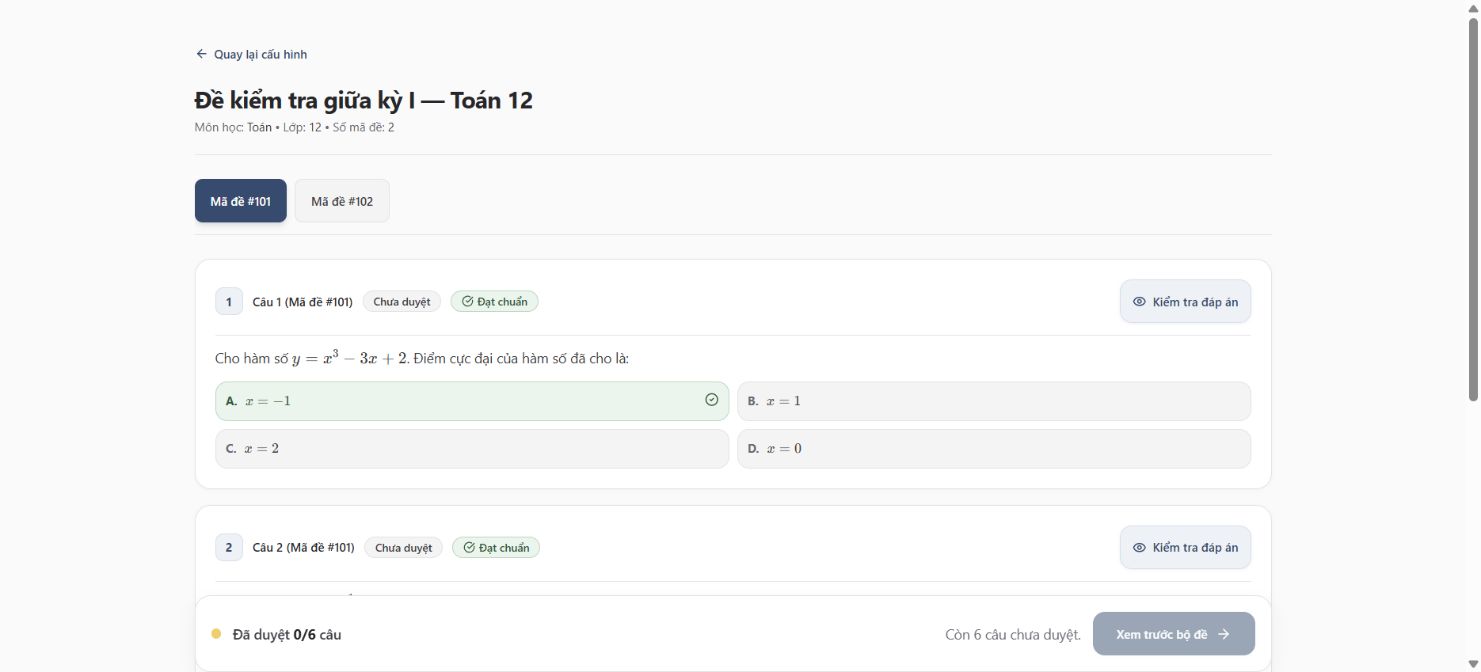 ← Quay lại cấu hình
Đề kiểm tra giữa kỳ I — Toán 12
Môn học: Toán • Lớp: 12 • Số mã đề: 2
Mã đề #101 Mã đề #102
1 Câu 1 (Mã đề #101) Chưa duyệt Đạt chuẩn Kiểm tra đáp án
Cho hàm số y = x³ − 3x + 2. Điểm cực đại của hàm số đã cho là:
A. x = −1 B. x = 1
C. x = 2 D. x = 0
2 Câu 2 (Mã đề #101) Chưa duyệt Đạt chuẩn Kiểm tra đáp án
Đã duyệt 0/6 câu Còn 6 câu chưa duyệt. Xem trước bộ đề →